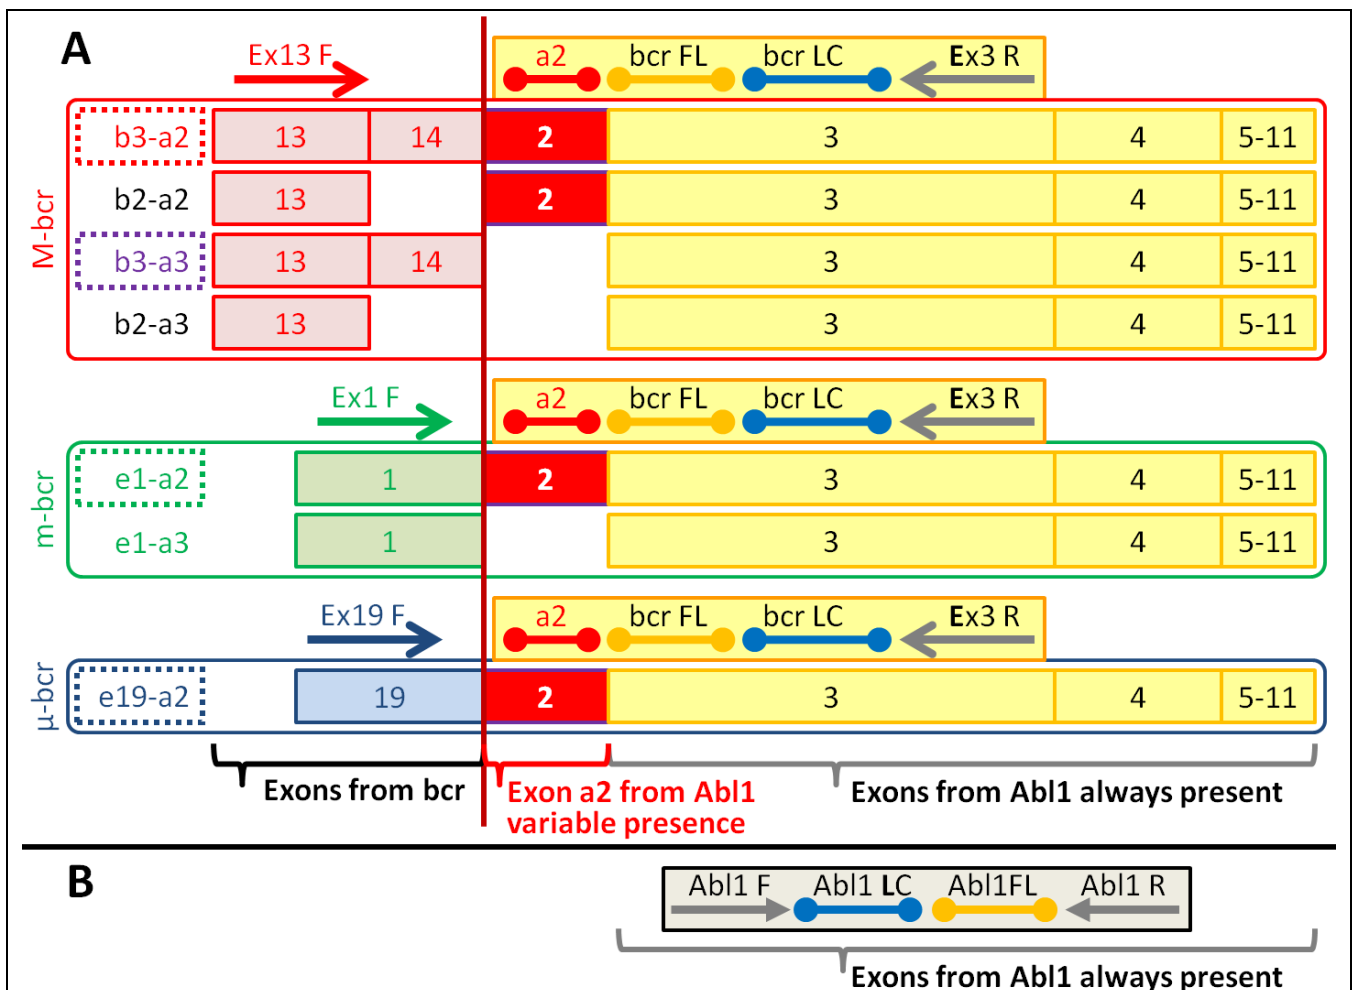 A
Ex13 F
a2 bcr FL bcr LC Ex3 R
M-bcr
b3-a2 13 14 2 3 4 5-11
b2-a2 13 2 3 4 5-11
b3-a3 13 14 3 4 5-11
b2-a3 13 3 4 5-11
Ex1 F
a2 bcr FL bcr LC Ex3 R
m-bcr
e1-a2 1 2 3 4 5-11
e1-a3 1 3 4 5-11
Ex19 F
a2 bcr FL bcr LC Ex3 R
µ-bcr
e19-a2 19 2 3 4 5-11
Exons from bcr
Exon a2 from Abl1
variable presence
Exons from Abl1 always present
B
Abl1 F Abl1 LC Abl1FL Abl1 R
Exons from Abl1 always present